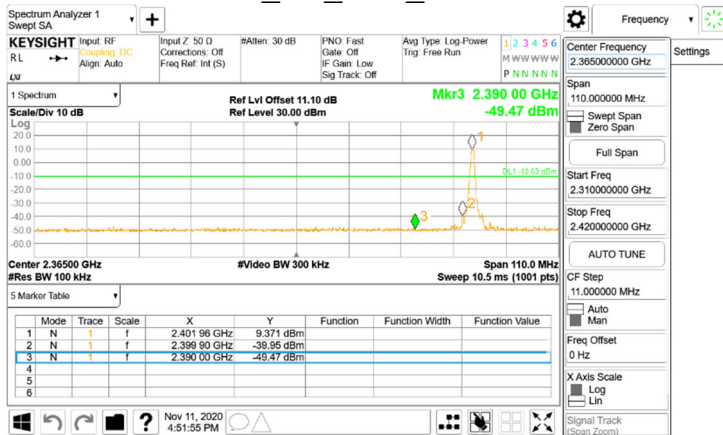 Spectrum Analyzer 1
Swept SA
Frequency
Settings
KEYSIGHT
RL
LXI
Input: RF
Coupling: DC
Align: Auto
Input Z: 50 Ω
Corrections: Off
Freq Ref: Int (S)
#Atten: 30 dB
PNO: Fast
Gate: Off
IF Gain: Low
Sig Track: Off
Avg Type: Log-Power
Trig: Free Run
1 2 3 4 5 6
M W W W W W
P N N N N N
1 Spectrum
Scale/Div 10 dB
Ref Lvl Offset 11.10 dB
Ref Level 30.00 dBm
Mkr3 2.390 00 GHz
-49.47 dBm
Log
20.0
10.0
0.00
-10.0
-20.0
-30.0
-40.0
-50.0
-60.0
1
DL1 -10.63 dBm
2
3
Center 2.36500 GHz
#Video BW 300 kHz
Span 110.0 MHz
#Res BW 100 kHz
Sweep 10.5 ms (1001 pts)
5 Marker Table
Mode Trace Scale X Y Function Function Width Function Value
1 N 1 f 2.401 96 GHz 9.371 dBm
2 N 1 f 2.399 90 GHz -39.95 dBm
3 N 1 f 2.390 00 GHz -49.47 dBm
4
5
6
Nov 11, 2020
4:51:55 PM
Center Frequency
2.365000000 GHz
Span
110.000000 MHz
Swept Span
Zero Span
Full Span
Start Freq
2.310000000 GHz
Stop Freq
2.420000000 GHz
AUTO TUNE
CF Step
11.000000 MHz
Auto
Man
Freq Offset
0 Hz
X Axis Scale
Log
Lin
Signal Track
(Span Zoom)